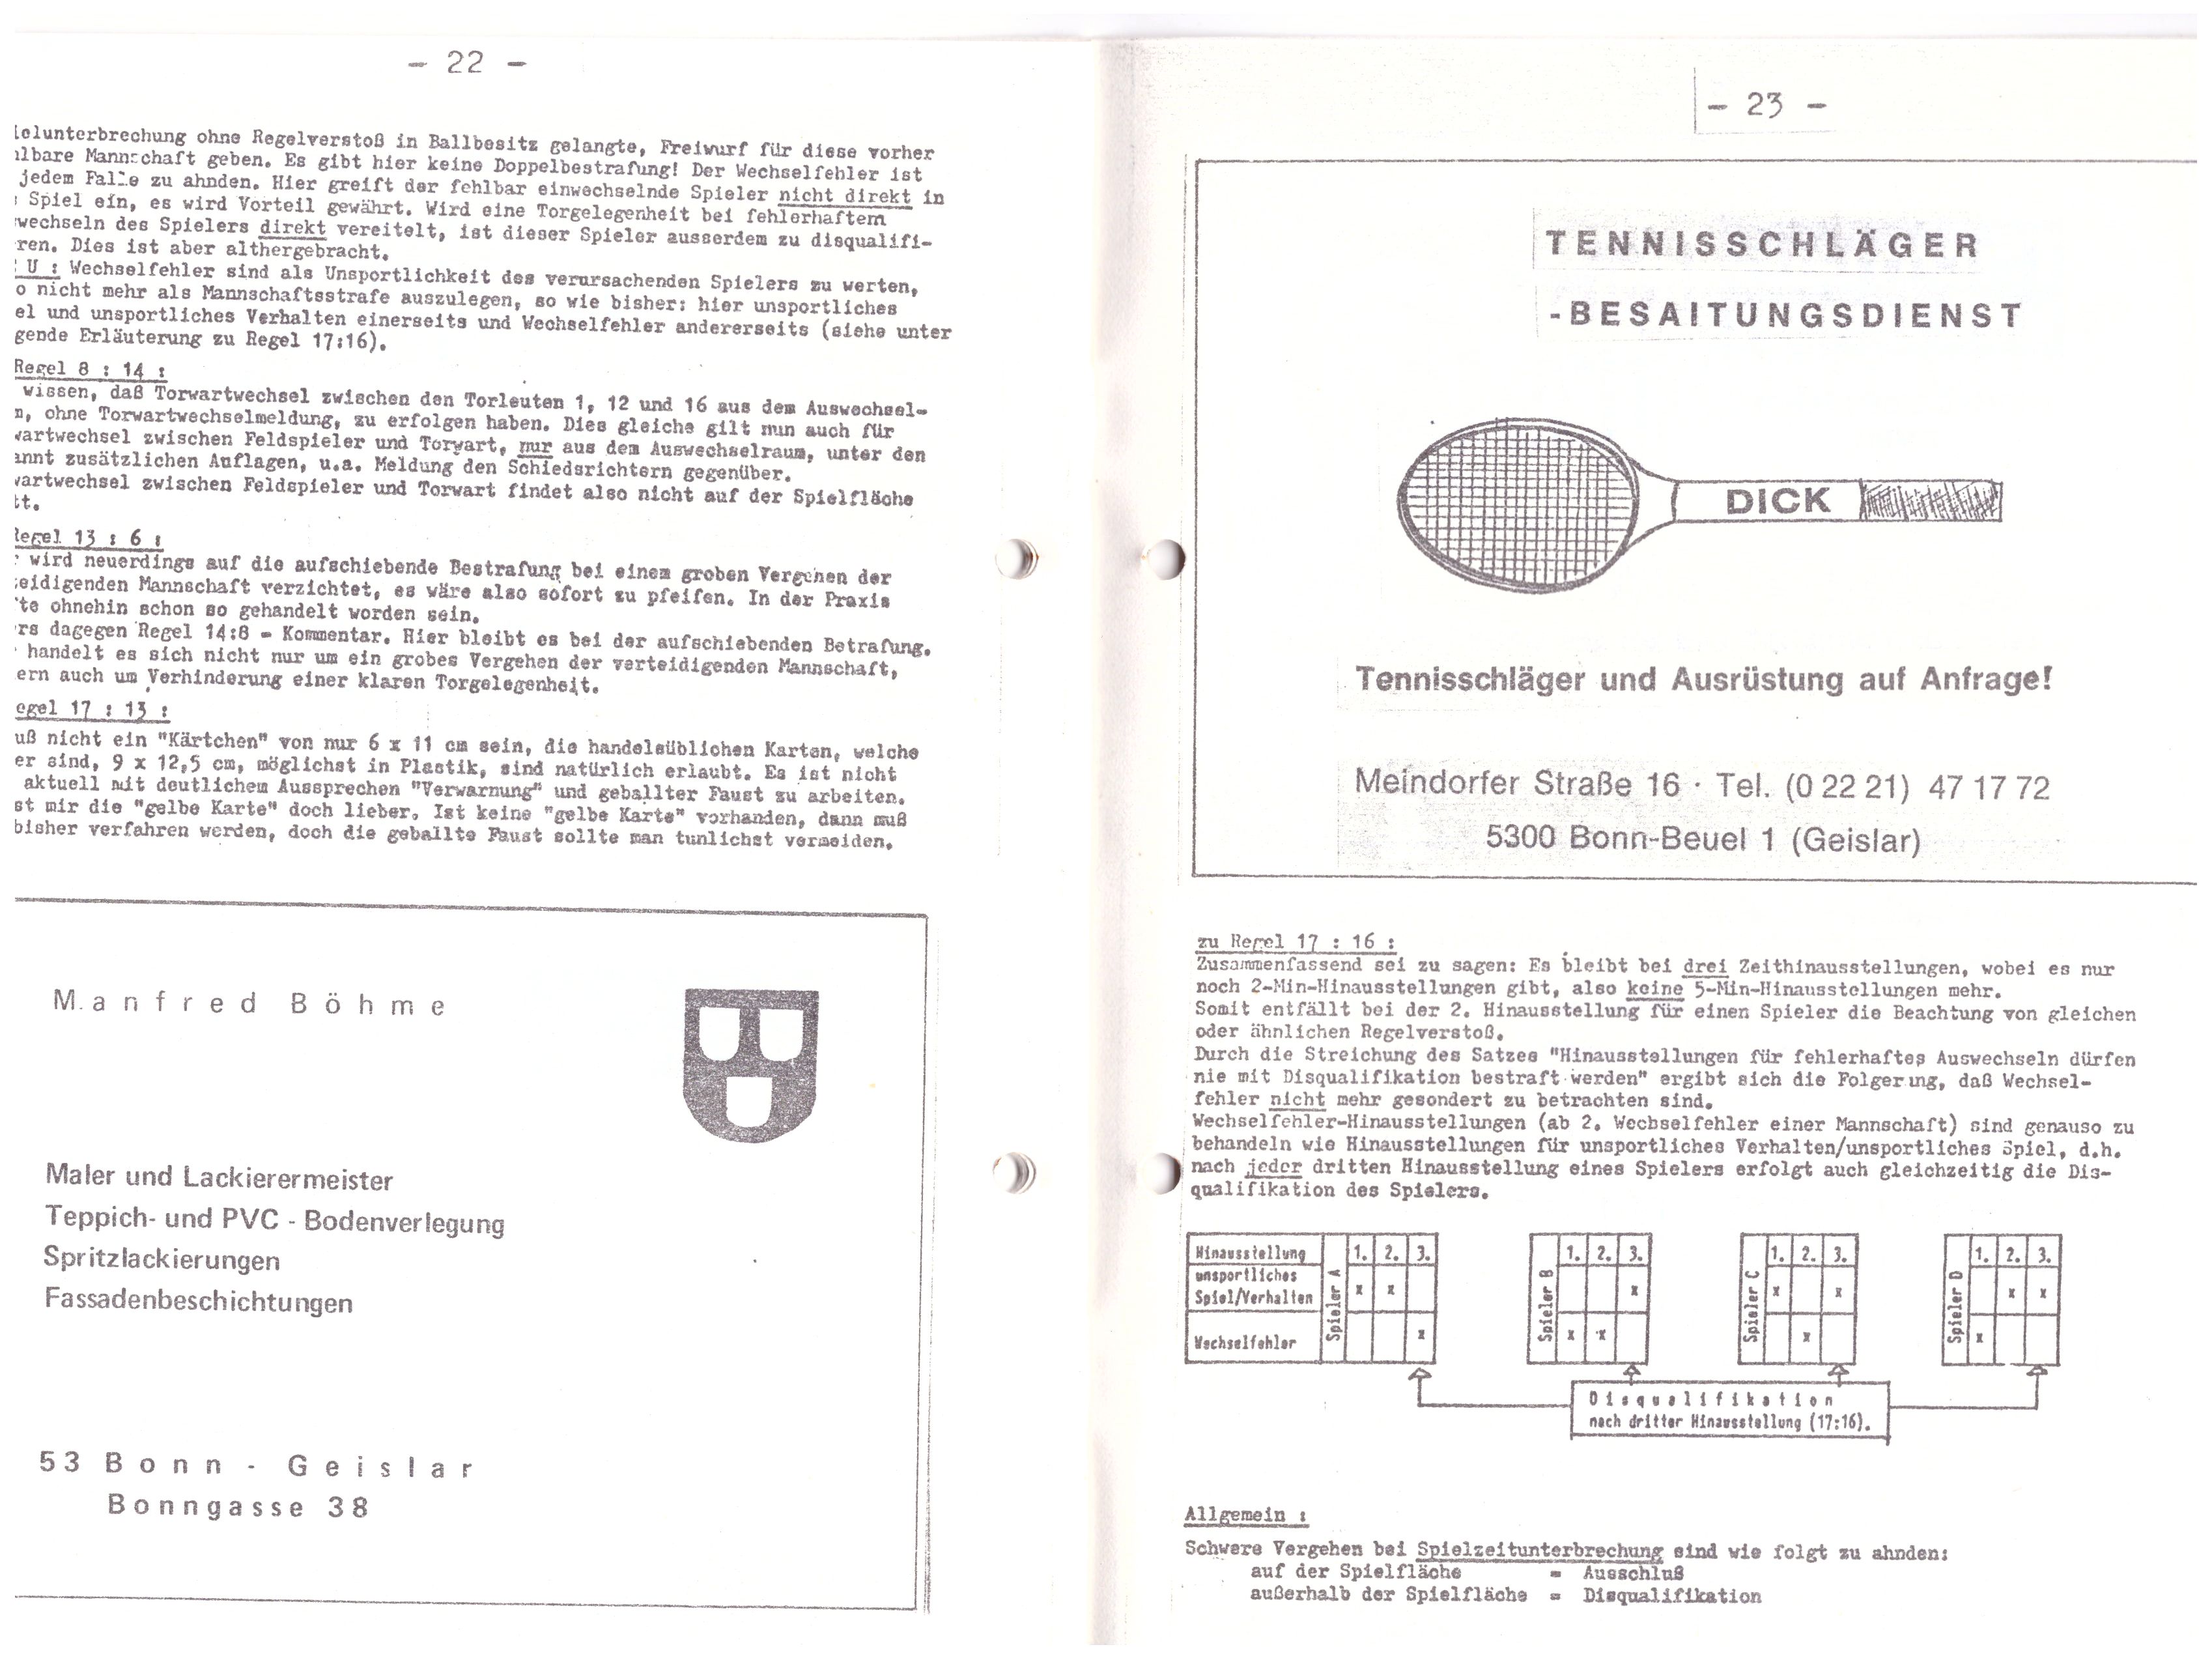 - 22 -
lelunterbrechung ohne Regelverstoß in Ballbesitz gelangte, Freiwurf für diese vorher
lbare Mannschaft geben. Es gibt hier keine Doppelbestrafung! Der Wechselfehler ist
jedem Falle zu ahnden. Hier greift der fehlbar einwechselnde Spieler nicht direkt in
Spiel ein, es wird Vorteil gewährt. Wird eine Torgelegenheit bei fehlerhaftem
wechseln des Spielers direkt vereitelt, ist dieser Spieler ausserdem zu disqualifi-
ren. Dies ist aber althergebracht.
U : Wechselfehler sind als Unsportlichkeit des verursachenden Spielers zu werten,
o nicht mehr als Mannschaftsstrafe auszulegen, so wie bisher: hier unsportliches
el und unsportliches Verhalten einerseits und Wechselfehler andererseits (siehe unter
gende Erläuterung zu Regel 17:16).
Regel 8 : 14 :
wissen, daß Torwartwechsel zwischen den Torleuten 1, 12 und 16 aus dem Auswechsel-
n, ohne Torwartwechselmeldung, zu erfolgen haben. Dies gleiche gilt nun auch für
wartwechsel zwischen Feldspieler und Torwart, nur aus dem Auswechselraum, unter den
annt zusätzlichen Auflagen, u.a. Meldung den Schiedsrichtern gegenüber.
wartwechsel zwischen Feldspieler und Torwart findet also nicht auf der Spielfläche
tt.
Regel 13 : 6 :
wird neuerdings auf die aufschiebende Bestrafung bei einem groben Vergehen der
eidigenden Mannschaft verzichtet, es wäre also sofort zu pfeifen. In der Praxis
te ohnehin schon so gehandelt worden sein.
rs dagegen Regel 14:8 - Kommentar. Hier bleibt es bei der aufschiebenden Betrafung.
handelt es sich nicht nur um ein grobes Vergehen der verteidigenden Mannschaft,
ern auch um Verhinderung einer klaren Torgelegenheit.
egel 17 : 13 :
uß nicht ein "Kärtchen" von nur 6 x 11 cm sein, die handelsüblichen Karten, welche
er sind, 9 x 12,5 cm, möglichst in Plastik, sind natürlich erlaubt. Es ist nicht
aktuell mit deutlichem Aussprechen "Verwarnung" und geballter Faust zu arbeiten.
st mir die "gelbe Karte" doch lieber. Ist keine "gelbe Karte" vorhanden, dann muß
bisher verfahren werden, doch die geballte Faust sollte man tunlichst vermeiden.
Manfred Böhme
Maler und Lackierermeister
Teppich- und PVC - Bodenverlegung
Spritzlackierungen
Fassadenbeschichtungen
53 Bonn - Geislar
Bonngasse 38
- 23 -
TENNISSCHLÄGER
-BESAITUNGSDIENST
DICK
Tennisschläger und Ausrüstung auf Anfrage!
Meindorfer Straße 16 · Tel. (0 22 21) 47 17 72
5300 Bonn-Beuel 1 (Geislar)
zu Regel 17 : 16 :
Zusammenfassend sei zu sagen: Es bleibt bei drei Zeithinausstellungen, wobei es nur
noch 2-Min-Hinausstellungen gibt, also keine 5-Min-Hinausstellungen mehr.
Somit entfällt bei der 2. Hinausstellung für einen Spieler die Beachtung von gleichen
oder ähnlichen Regelverstoß.
Durch die Streichung des Satzes "Hinausstellungen für fehlerhaftes Auswechseln dürfen
nie mit Disqualifikation bestraft werden" ergibt sich die Folgerung, daß Wechsel-
fehler nicht mehr gesondert zu betrachten sind.
Wechselfehler-Hinausstellungen (ab 2. Wechselfehler einer Mannschaft) sind genauso zu
behandeln wie Hinausstellungen für unsportliches Verhalten/unsportliches Spiel, d.h.
nach jeder dritten Hinausstellung eines Spielers erfolgt auch gleichzeitig die Dis-
qualifikation des Spielers.
Hinausstellung 1. 2. 3. 1. 2. 3. 1. 2. 3. 1. 2. 3.
unsportliches
Spiel/Verhalten Spieler A x x Spieler B x Spieler C x x Spieler D x x
Wechselfehler x x x x x
Disqualifikation
nach dritter Hinausstellung (17:16).
Allgemein :
Schwere Vergehen bei Spielzeitunterbrechung sind wie folgt zu ahnden:
auf der Spielfläche = Ausschluß
außerhalb der Spielfläche = Disqualifikation